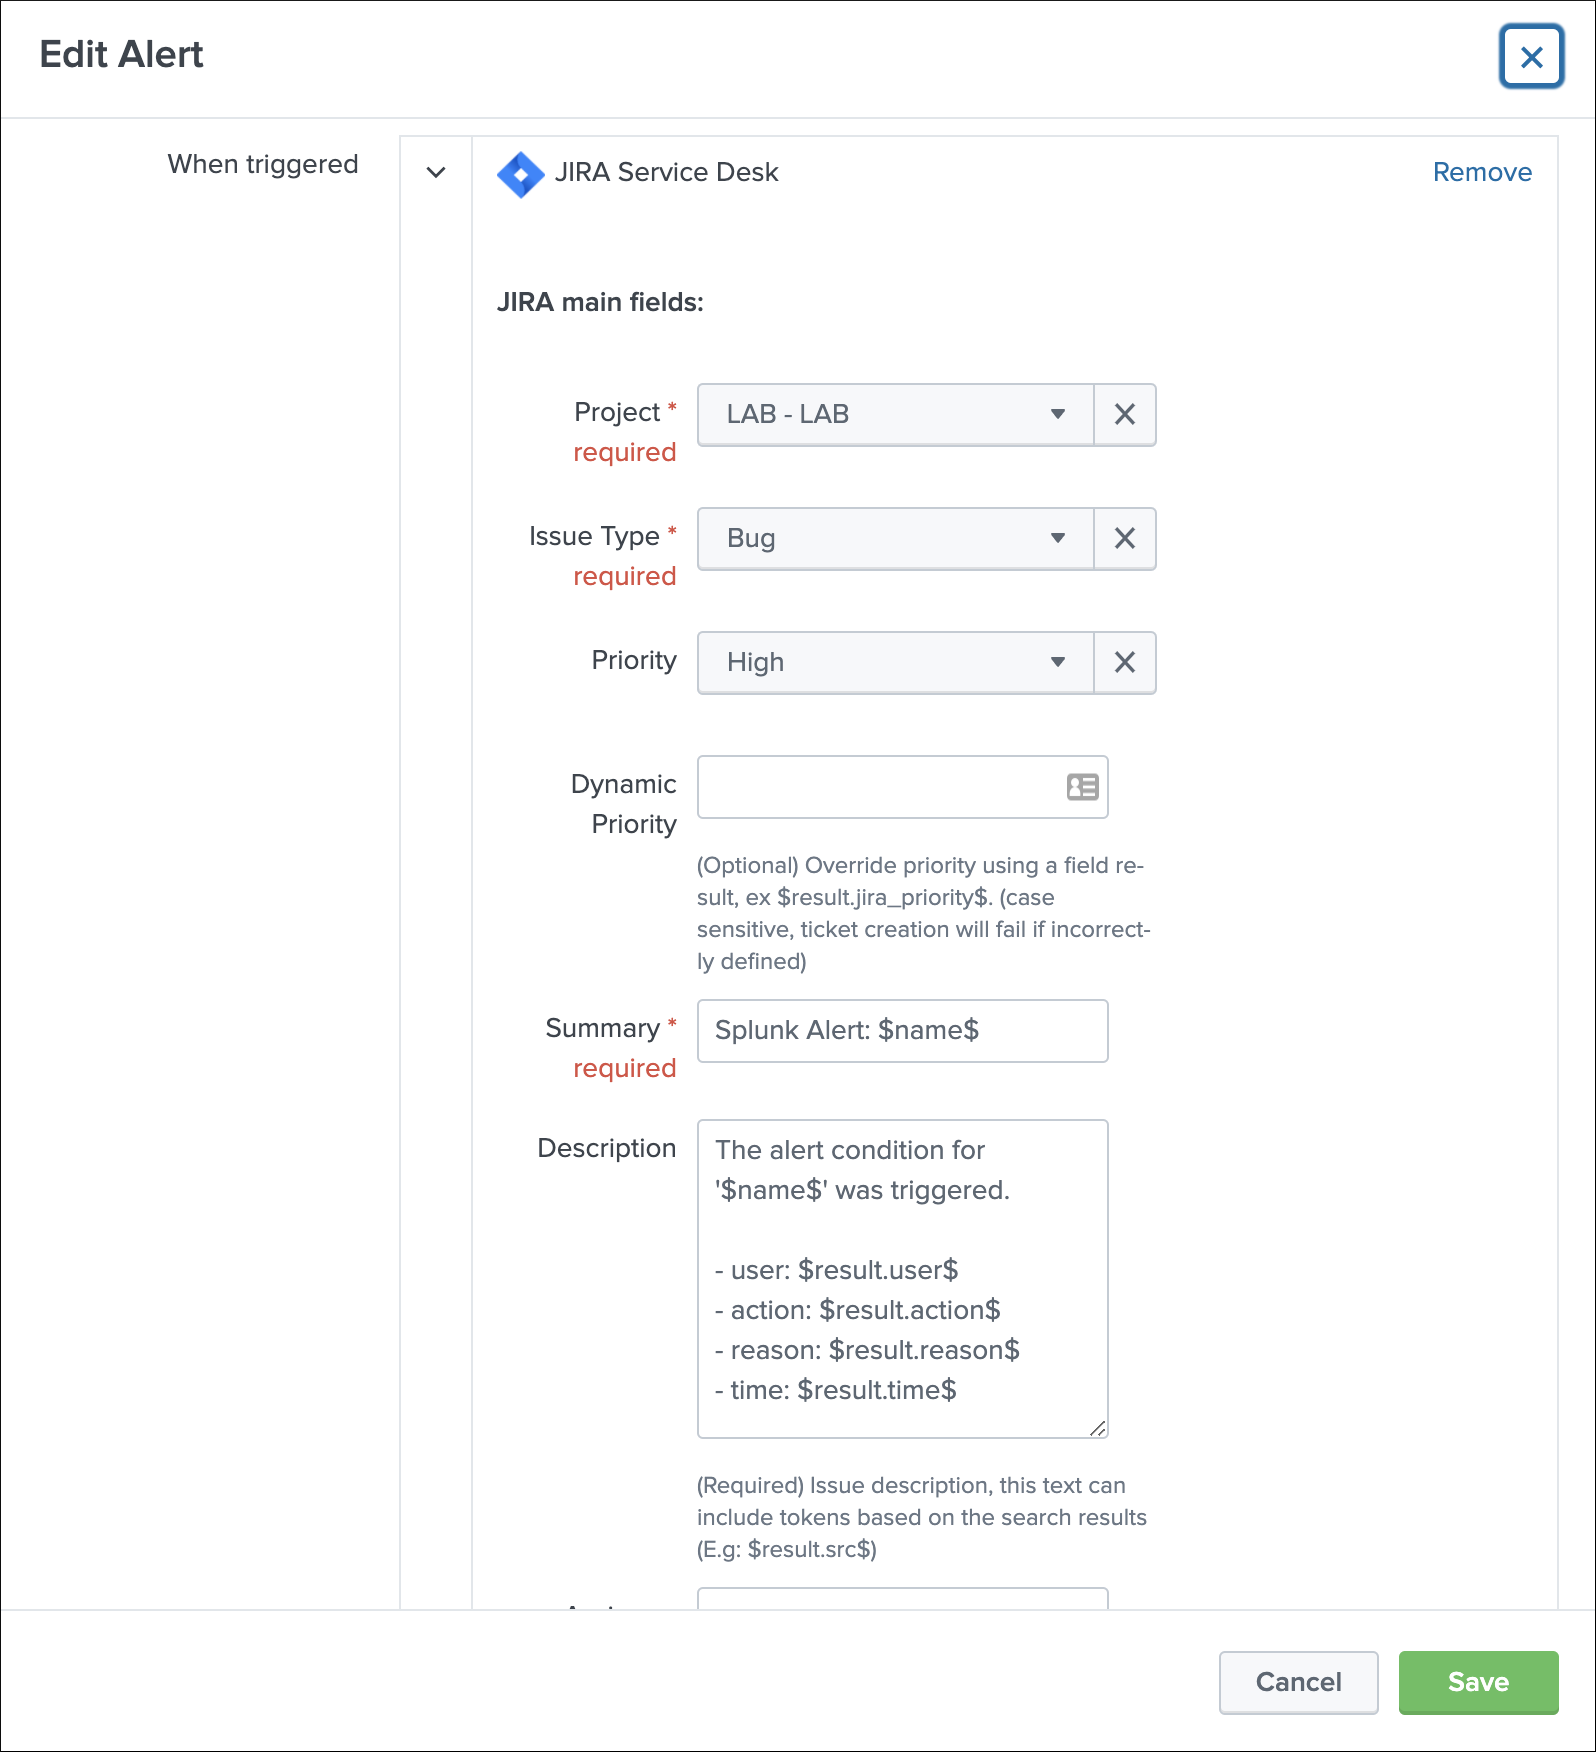 Edit Alert
When triggered
JIRA Service Desk
Remove
JIRA main fields:
Project *
required
LAB - LAB
Issue Type *
required
Bug
Priority
High
Dynamic
Priority
(Optional) Override priority using a field re-
sult, ex $result.jira_priority$. (case
sensitive, ticket creation will fail if incorrect-
ly defined)
Summary *
required
Splunk Alert: $name$
Description
The alert condition for
'$name$' was triggered.
- user: $result.user$
- action: $result.action$
- reason: $result.reason$
- time: $result.time$
(Required) Issue description, this text can
include tokens based on the search results
(E.g: $result.src$)
Cancel
Save